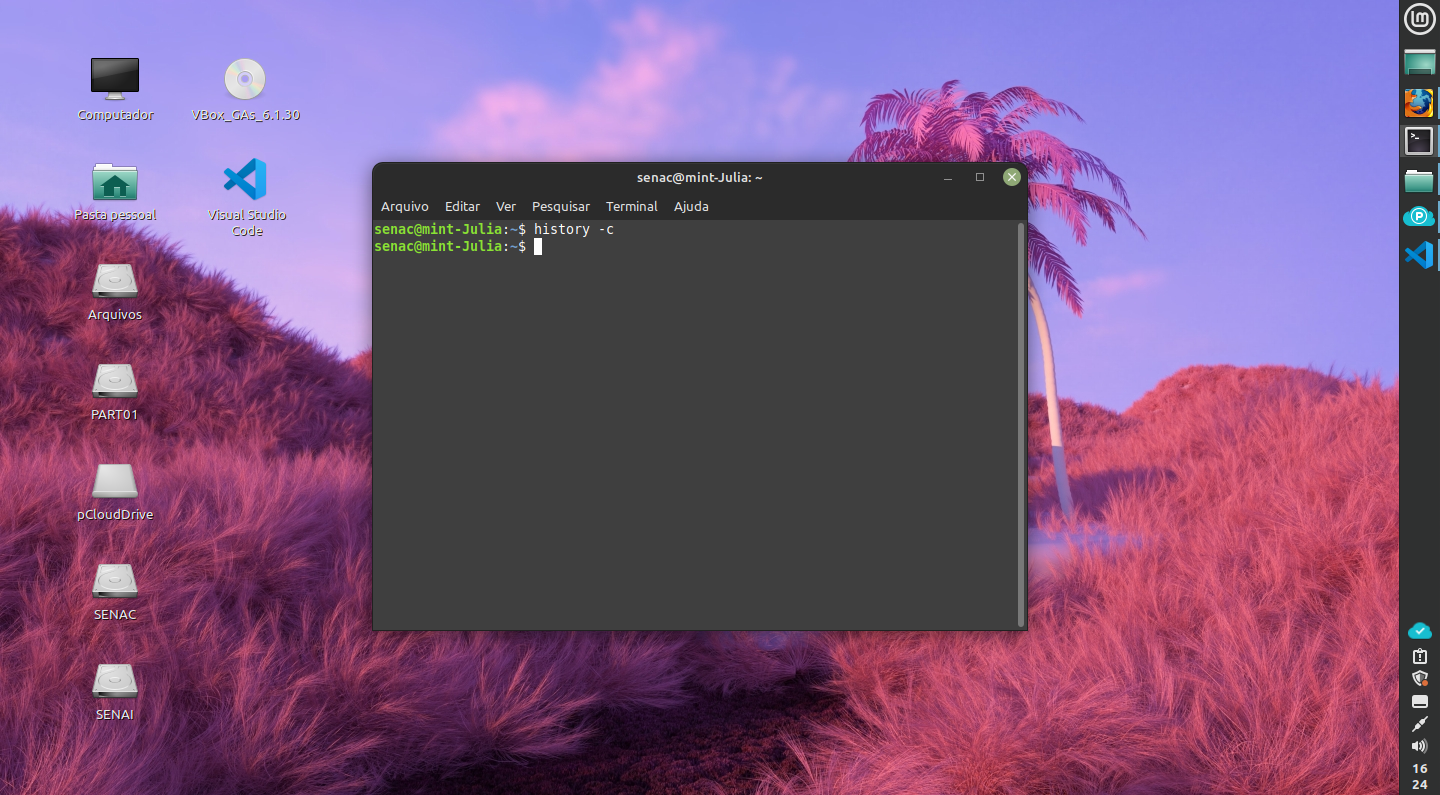 Computador
VBox_GAs_6.1.30
Pasta pessoal
Visual Studio
Code
Arquivos
PART01
pCloudDrive
SENAC
SENAI
senac@mint-Julia: ~
Arquivo Editar Ver Pesquisar Terminal Ajuda
senac@mint-Julia:~$ history -c
senac@mint-Julia:~$
16
24